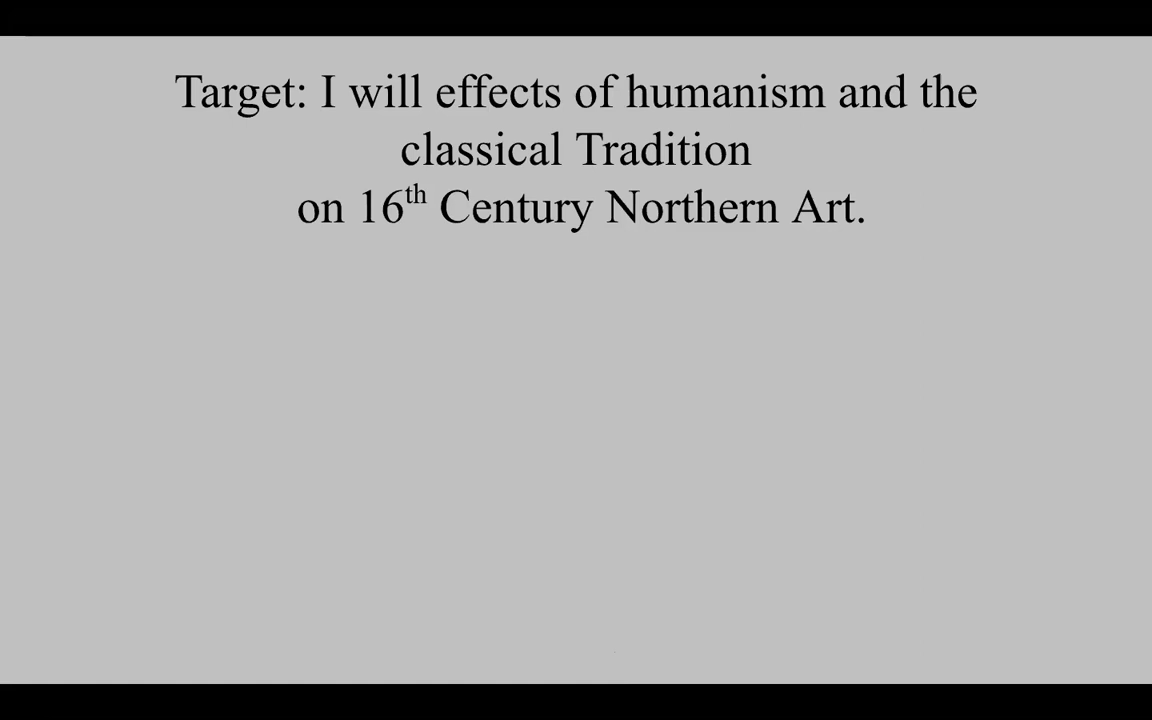 Target: I will effects of humanism and the
classical Tradition
on 16th Century Northern Art.